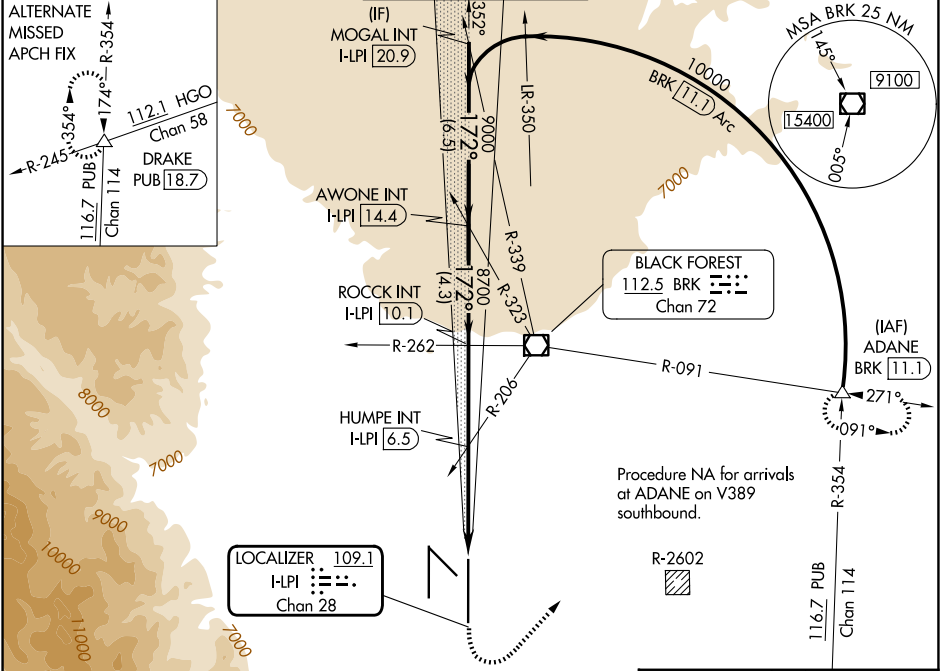 ALTERNATE
MISSED
APCH FIX
R-354
174°
354°
112.1 HGO
Chan 58
R-245
DRAKE
PUB 18.7
116.7 PUB
Chan 114
(IF)
MOGAL INT
I-LPI 20.9
352°
7000
172°
(6.5)
9000
LR-350
10000
BRK 11.1 Arc
MSA BRK 25 NM
145°
9100
15400
005°
7000
AWONE INT
I-LPI 14.4
R-339
R-323
172°
(4.3)
8700
BLACK FOREST
112.5 BRK
Chan 72
ROCCK INT
I-LPI 10.1
R-262
R-091
(IAF)
ADANE
BRK 11.1
271°
091°
R-206
HUMPE INT
I-LPI 6.5
8000
7000
9000
10000
11000
7000
Procedure NA for arrivals
at ADANE on V389
southbound.
R-2602
R-354
116.7 PUB
Chan 114
LOCALIZER 109.1
I-LPI
Chan 28